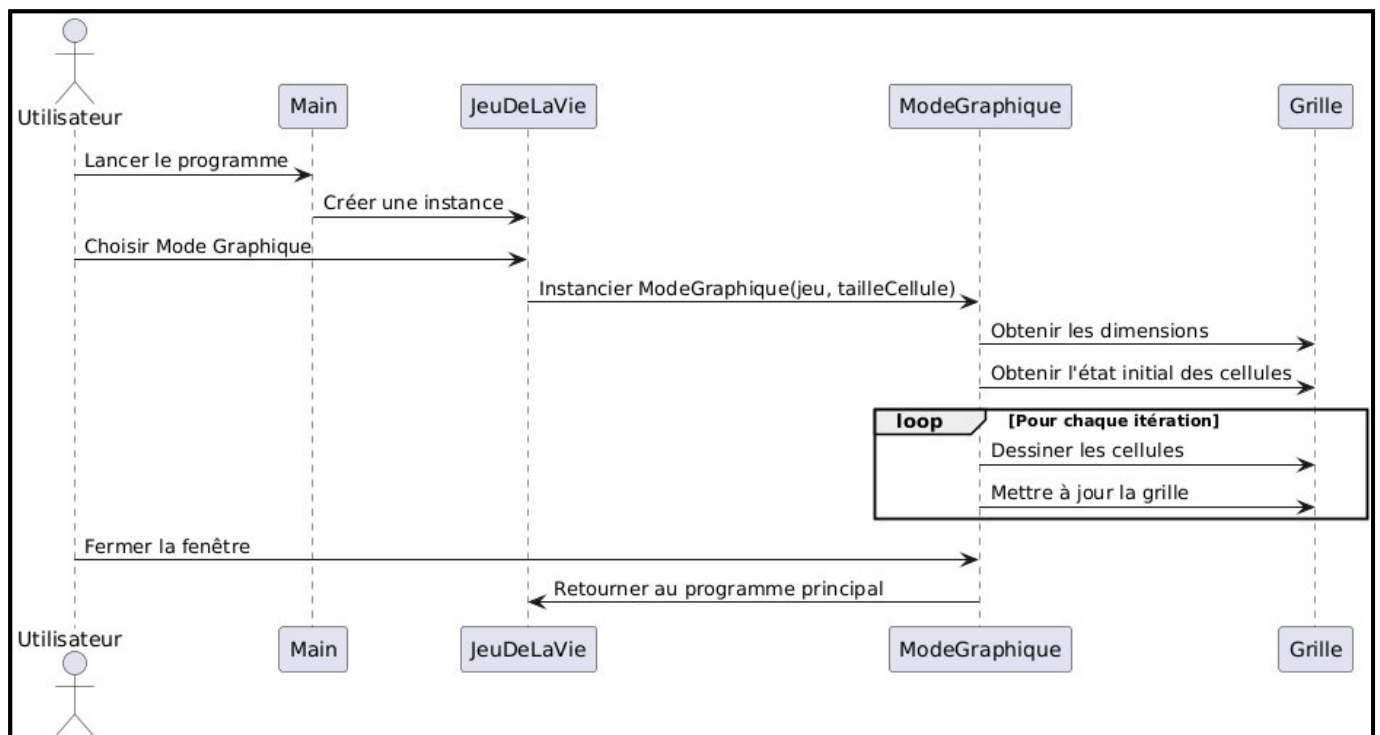 Utilisateur
Main
JeuDeLaVie
ModeGraphique
Grille
Lancer le programme
Créer une instance
Choisir Mode Graphique
Instancier ModeGraphique(jeu, tailleCellule)
Obtenir les dimensions
Obtenir l'état initial des cellules
loop
[Pour chaque itération]
Dessiner les cellules
Mettre à jour la grille
Fermer la fenêtre
Retourner au programme principal
Utilisateur
Main
JeuDeLaVie
ModeGraphique
Grille